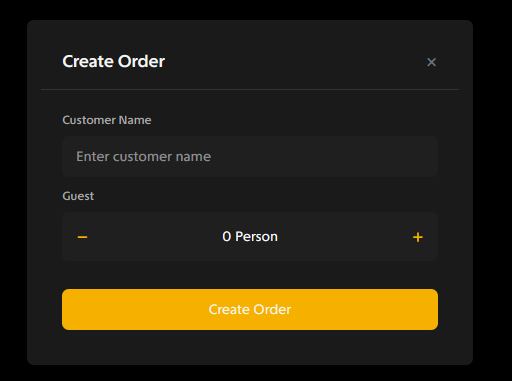 Create Order ×
Customer Name
Enter customer name
Guest
− 0 Person +
Create Order